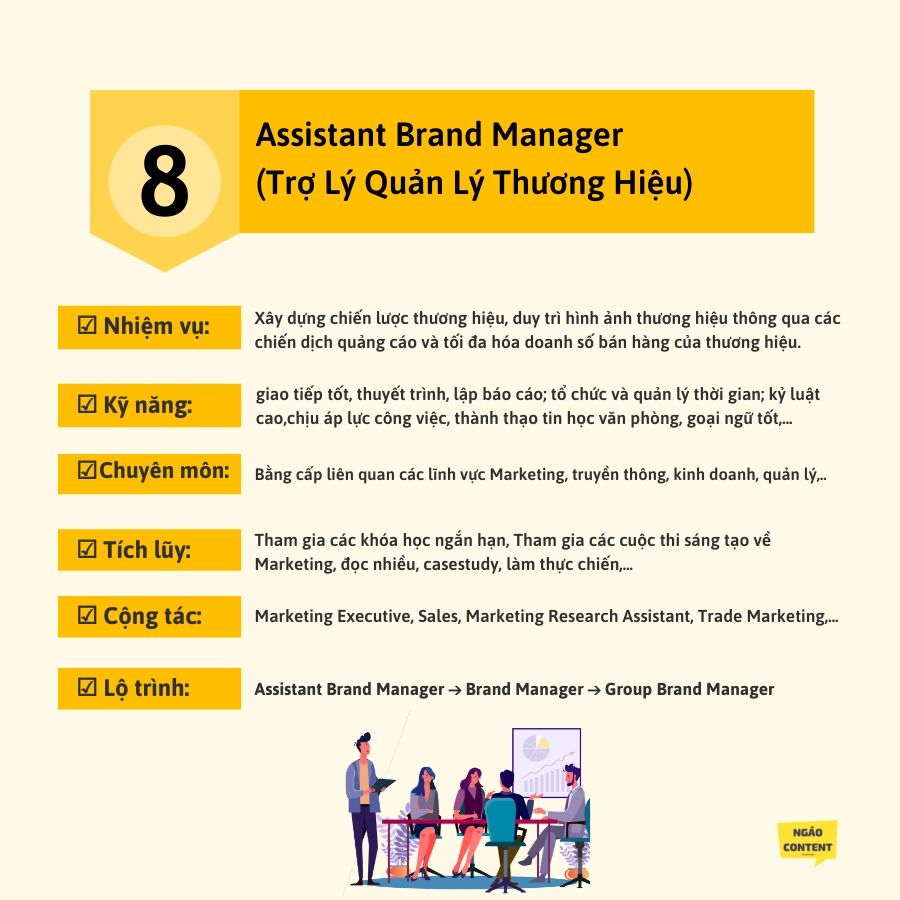 8
Assistant Brand Manager
(Trợ Lý Quản Lý Thương Hiệu)
☑ Nhiệm vụ:
Xây dựng chiến lược thương hiệu, duy trì hình ảnh thương hiệu thông qua các
chiến dịch quảng cáo và tối đa hóa doanh số bán hàng của thương hiệu.
☑ Kỹ năng:
giao tiếp tốt, thuyết trình, lập báo cáo; tổ chức và quản lý thời gian; kỷ luật
cao,chịu áp lực công việc, thành thạo tin học văn phòng, goại ngữ tốt,...
☑Chuyên môn:
Bằng cấp liên quan các lĩnh vực Marketing, truyền thông, kinh doanh, quản lý,..
☑ Tích lũy:
Tham gia các khóa học ngắn hạn, Tham gia các cuộc thi sáng tạo về
Marketing, đọc nhiều, casestudy, làm thực chiến,...
☑ Cộng tác:
Marketing Executive, Sales, Marketing Research Assistant, Trade Marketing,...
☑ Lộ trình:
Assistant Brand Manager → Brand Manager → Group Brand Manager
NGÁO
CONTENT